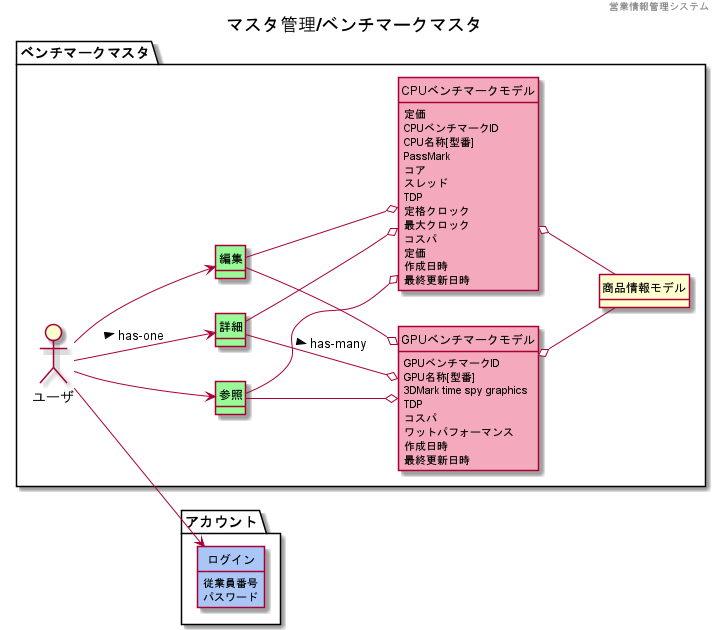 営業情報管理システム
マスタ管理/ベンチマークマスタ
ベンチマークマスタ
CPUベンチマークモデル
定価
CPUベンチマークID
CPU名称[型番]
PassMark
コア
スレッド
TDP
定格クロック
最大クロック
コスパ
定価
作成日時
最終更新日時
編集
商品情報モデル
詳細
has-one
has-many
GPUベンチマークモデル
GPUベンチマークID
GPU名称[型番]
3DMark time spy graphics
TDP
コスパ
ワットパフォーマンス
作成日時
最終更新日時
参照
ユーザ
アカウント
ログイン
従業員番号
パスワード